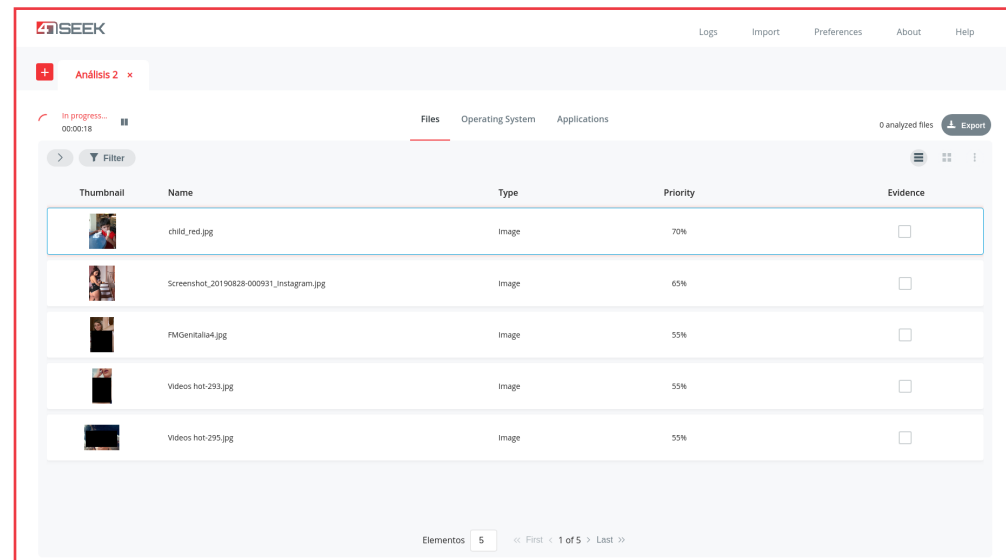 4NSEEK
Logs Import Preferences About Help
+ Análisis 2 ×
In progress...
00:00:18
Files Operating System Applications
0 analyzed files Export
Filter
Thumbnail Name Type Priority Evidence
child_red.jpg Image 70%
Screenshot_20190828-000931_Instagram.jpg Image 65%
FMGenitalia4.jpg Image 55%
Videos hot-293.jpg Image 55%
Videos hot-295.jpg Image 55%
Elementos 5 << First < 1 of 5 > Last >>